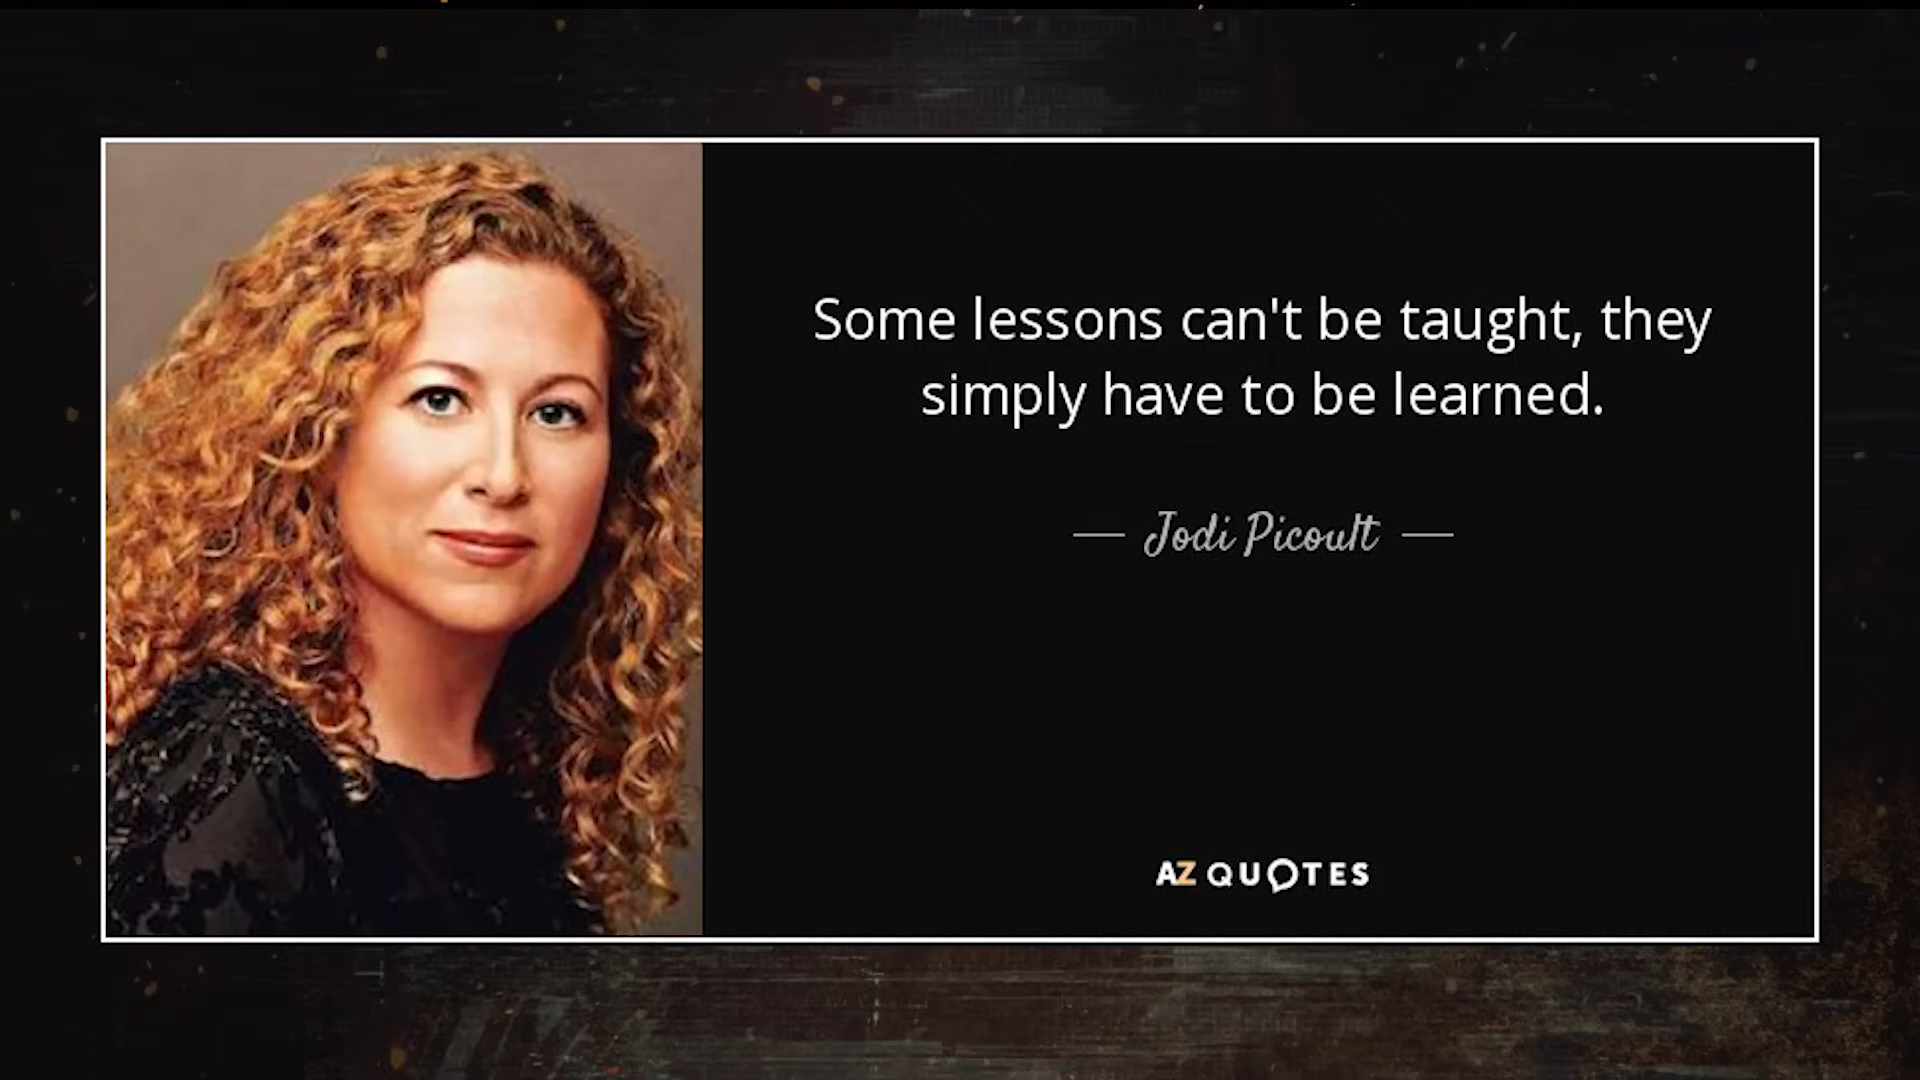 Some lessons can't be taught, they
simply have to be learned.
Jodi Picoult
AZ QUOTES